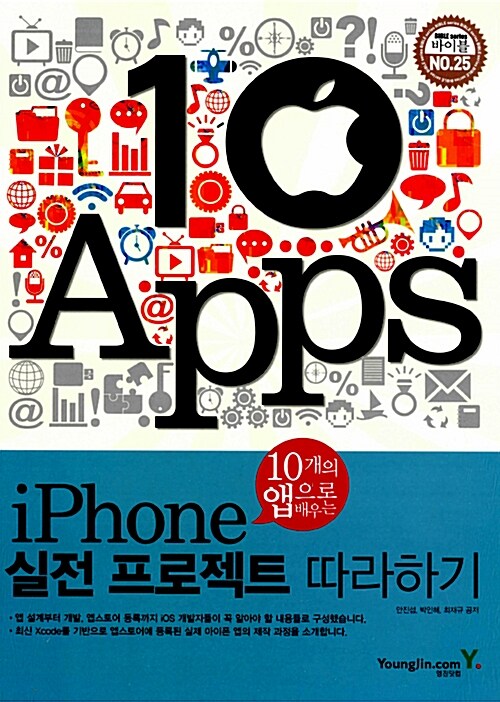 BIBLE series
바이블
NO.25
10
Apps
10개의
앱으로
배우는
iPhone
실전 프로젝트 따라하기
안진섭, 박인혜, 최재규 공저
• 앱 설계부터 개발, 앱스토어 등록까지 iOS 개발자들이 꼭 알아야 할 내용들로 구성했습니다.
• 최신 Xcode를 기반으로 앱스토어에 등록된 실제 아이폰 앱의 제작 과정을 소개합니다.
YoungJin.com Y.
영진닷컴